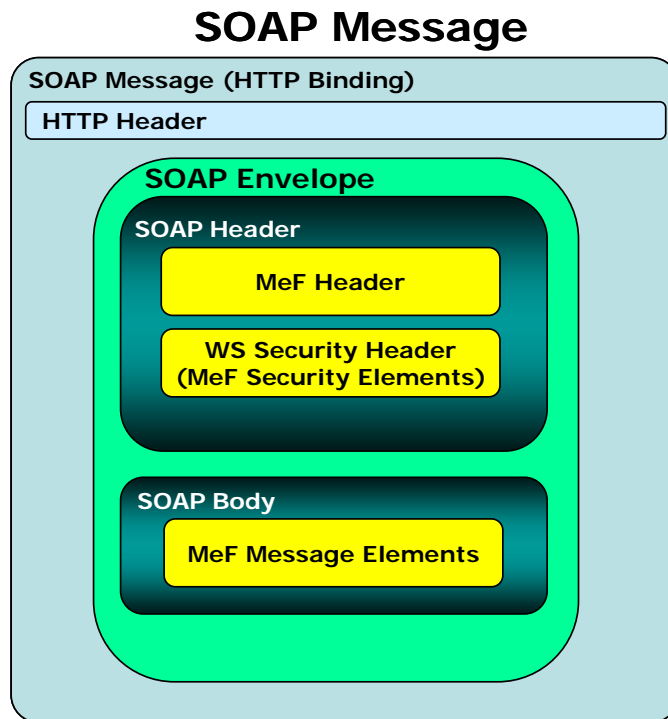 SOAP Message
SOAP Message (HTTP Binding)
HTTP Header
SOAP Envelope
SOAP Header
MeF Header
WS Security Header
(MeF Security Elements)
SOAP Body
MeF Message Elements